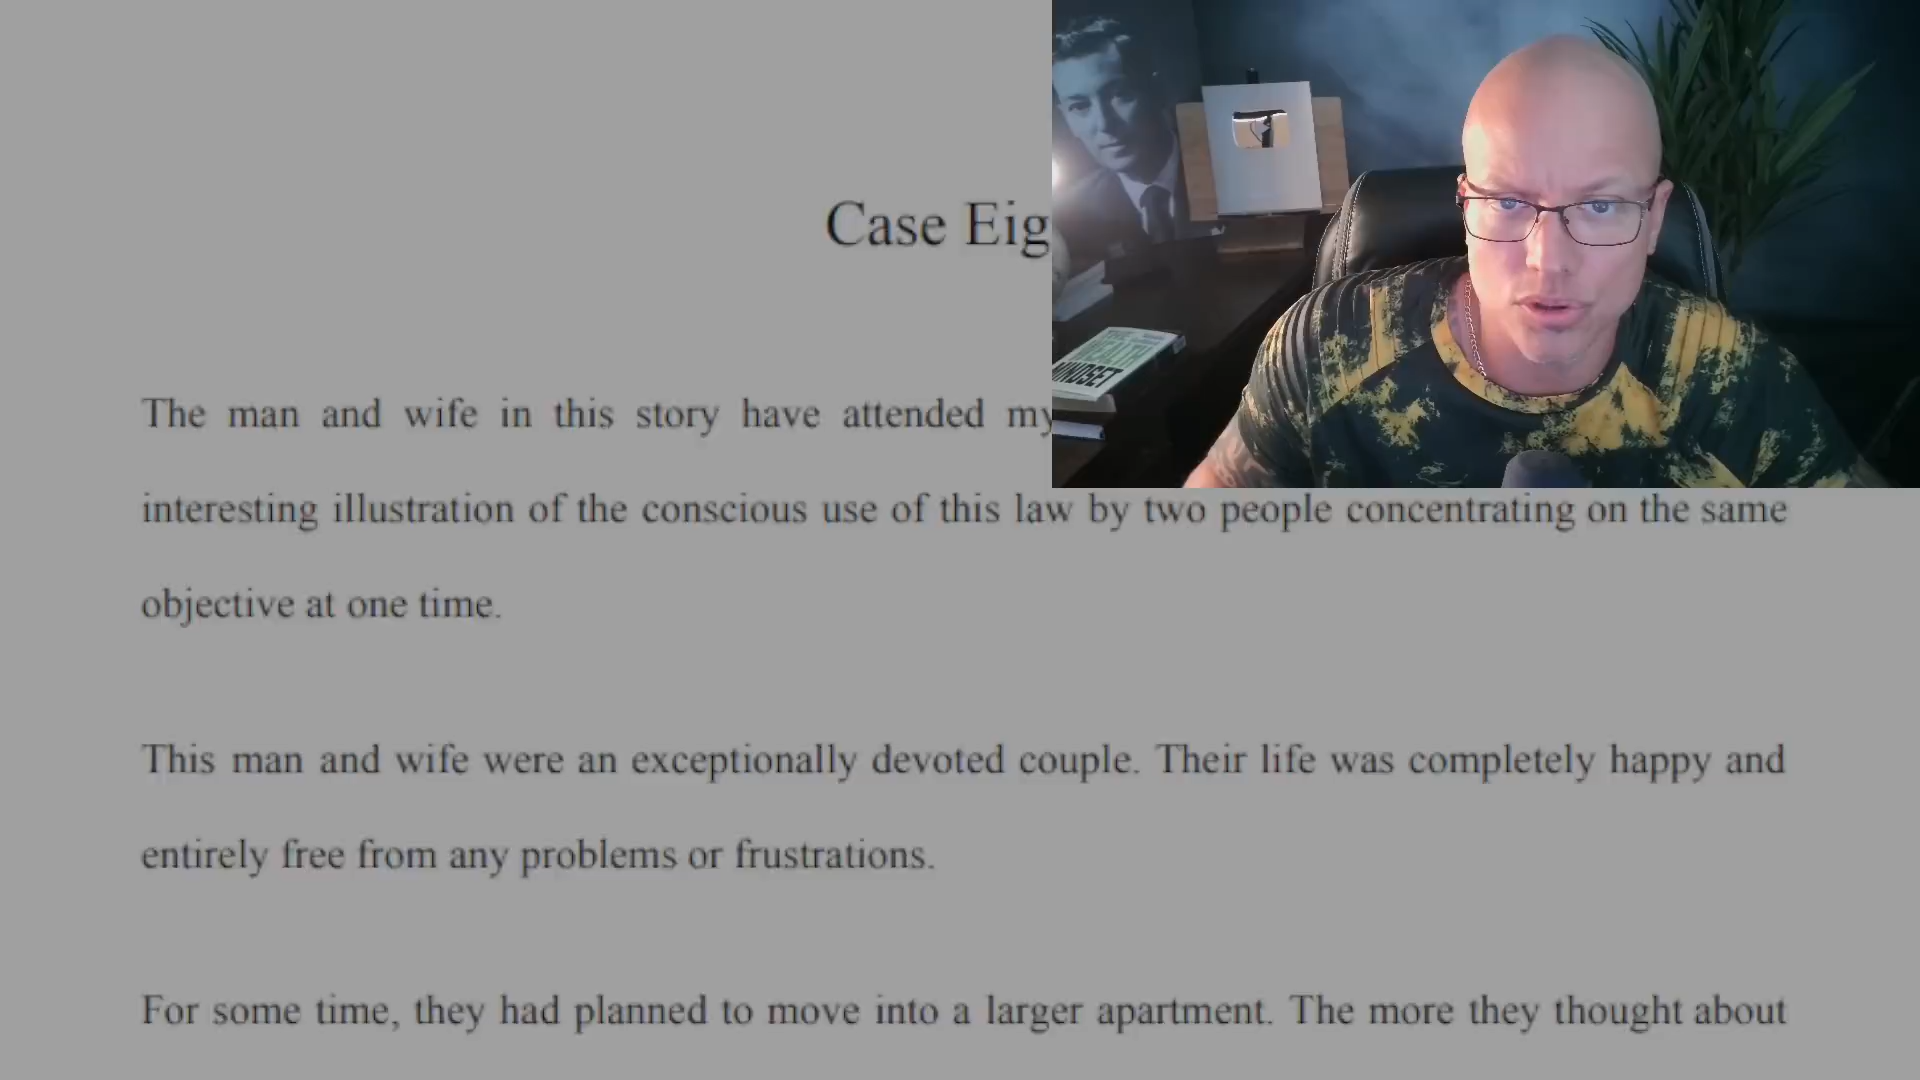 Case Eig
The man and wife in this story have attended my
interesting illustration of the conscious use of this law by two people concentrating on the same
objective at one time.
This man and wife were an exceptionally devoted couple. Their life was completely happy and
entirely free from any problems or frustrations.
For some time, they had planned to move into a larger apartment. The more they thought about
MINDSET